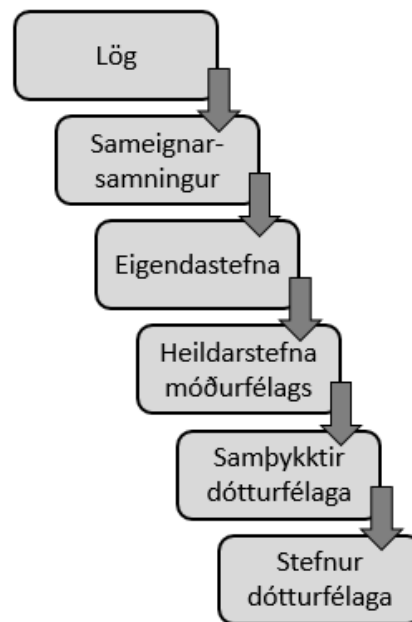 Lög
Sameignar-
samningur
Eigendastefna
Heildarstefna
móðurfélags
Samþykktir
dótturfélaga
Stefnur
dótturfélaga